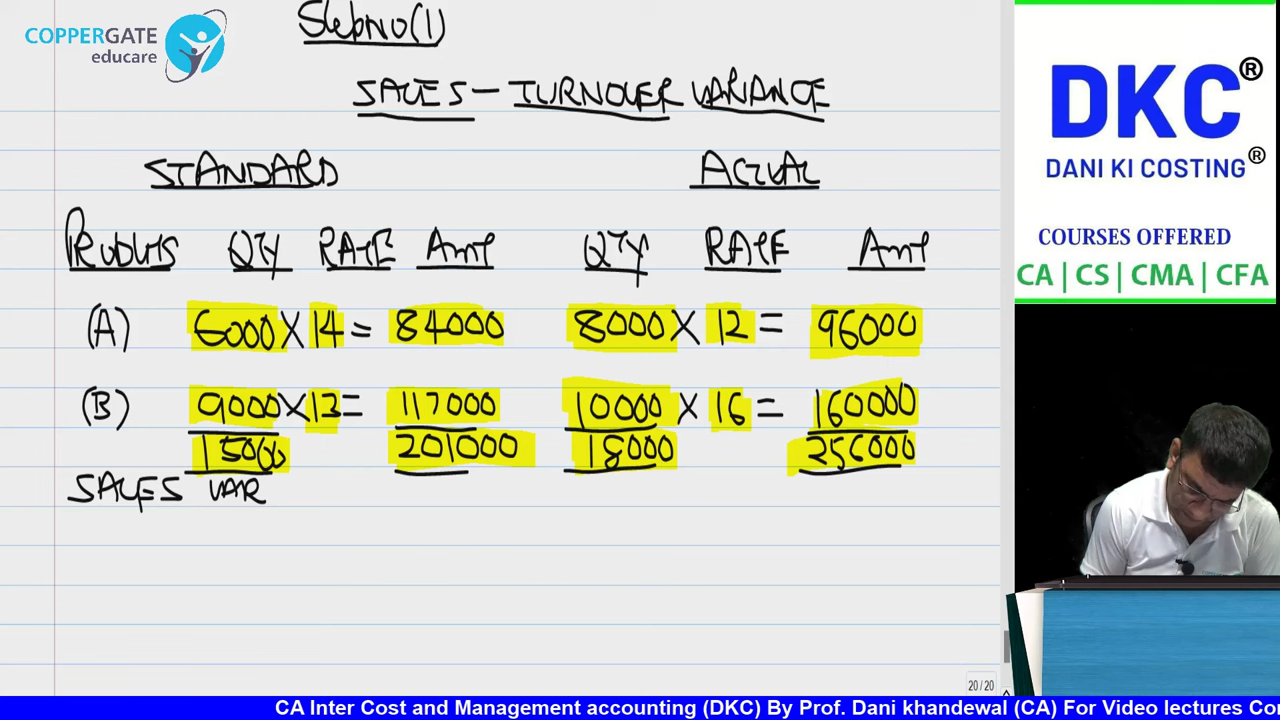 StepNo(1)
COPPERGATE
educare
SALES - TURNOVER VARIANCE
STANDARD ACTUAL
PRODUCTS QTY RATE Amt QTY RATE Amt
(A) 6000 X 14 = 84000 8000 X 12 = 96000
(B) 9000 X 13 = 117000 10000 X 16 = 160000
15000 201000 18000 256000
SALES VAR
20 / 20
DKC®
DANI KI COSTING®
COURSES OFFERED
CA | CS | CMA | CFA
CA Inter Cost and Management accounting (DKC) By Prof. Dani khandewal (CA) For Video lectures Co